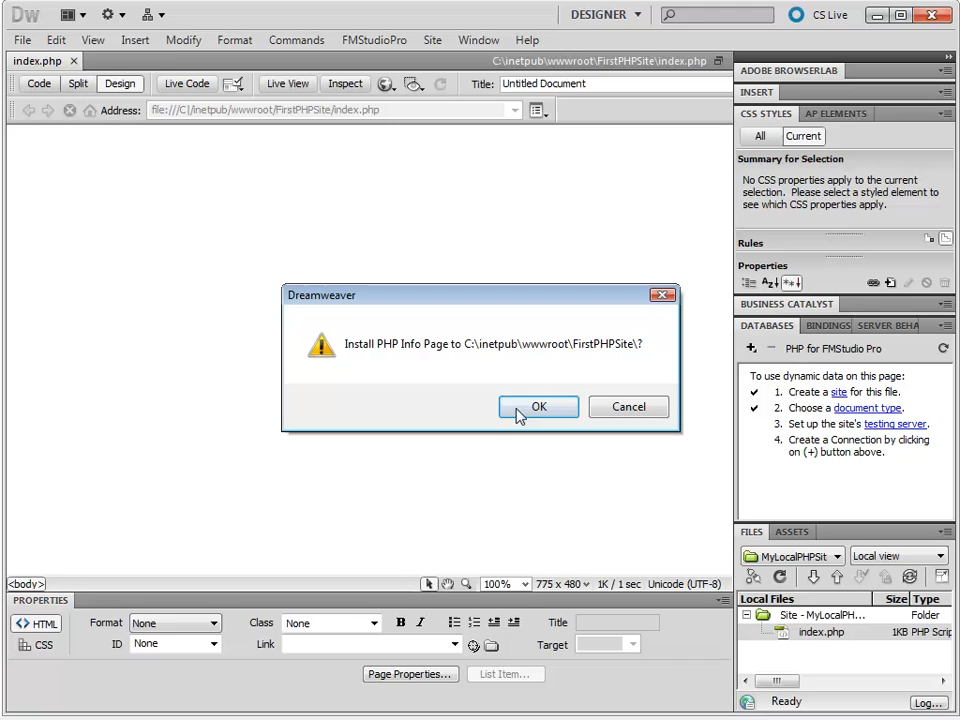 Dw
DESIGNER
CS Live
File Edit View Insert Modify Format Commands FMStudioPro Site Window Help
index.php
C:\inetpub\wwwroot\FirstPHPSite\index.php
Code Split Design Live Code Live View Inspect Title: Untitled Document
Address: file:///C|/inetpub/wwwroot/FirstPHPSite/index.php
ADOBE BROWSERLAB
INSERT
CSS STYLES AP ELEMENTS
All Current
Summary for Selection
No CSS properties apply to the current
selection. Please select a styled element to
see which CSS properties apply.
Rules
Properties
BUSINESS CATALYST
DATABASES BINDINGS SERVER BEHA
PHP for FMStudio Pro
To use dynamic data on this page:
1. Create a site for this file.
2. Choose a document type.
3. Set up the site's testing server.
4. Create a Connection by clicking
on (+) button above.
Dreamweaver
Install PHP Info Page to C:\inetpub\wwwroot\FirstPHPSite\?
OK Cancel
FILES ASSETS
MyLocalPHPSit Local view
Local Files Size Type
Site - MyLocalPH... Folder
index.php 1KB PHP Scrip
Ready Log...
<body>
100% 775 x 480 1K / 1 sec Unicode (UTF-8)
PROPERTIES
HTML Format None Class None B I Title
CSS ID None Link Target
Page Properties... List Item...